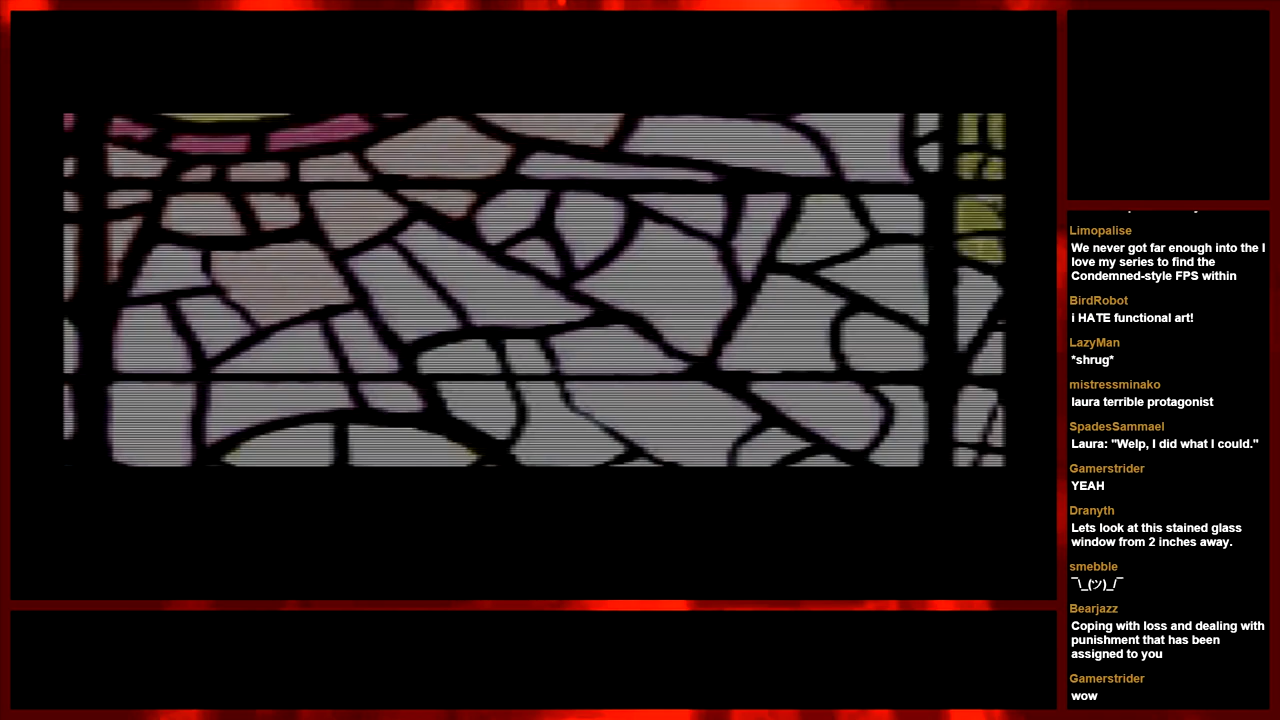 Limopalise
We never got far enough into the I
love my series to find the
Condemned-style FPS within
BirdRobot
i HATE functional art!
LazyMan
*shrug*
mistressminako
laura terrible protagonist
SpadesSammael
Laura: "Welp, I did what I could."
Gamerstrider
YEAH
Dranyth
Lets look at this stained glass
window from 2 inches away.
smebble
¯\_(ツ)_/¯
Bearjazz
Coping with loss and dealing with
punishment that has been
assigned to you
Gamerstrider
wow